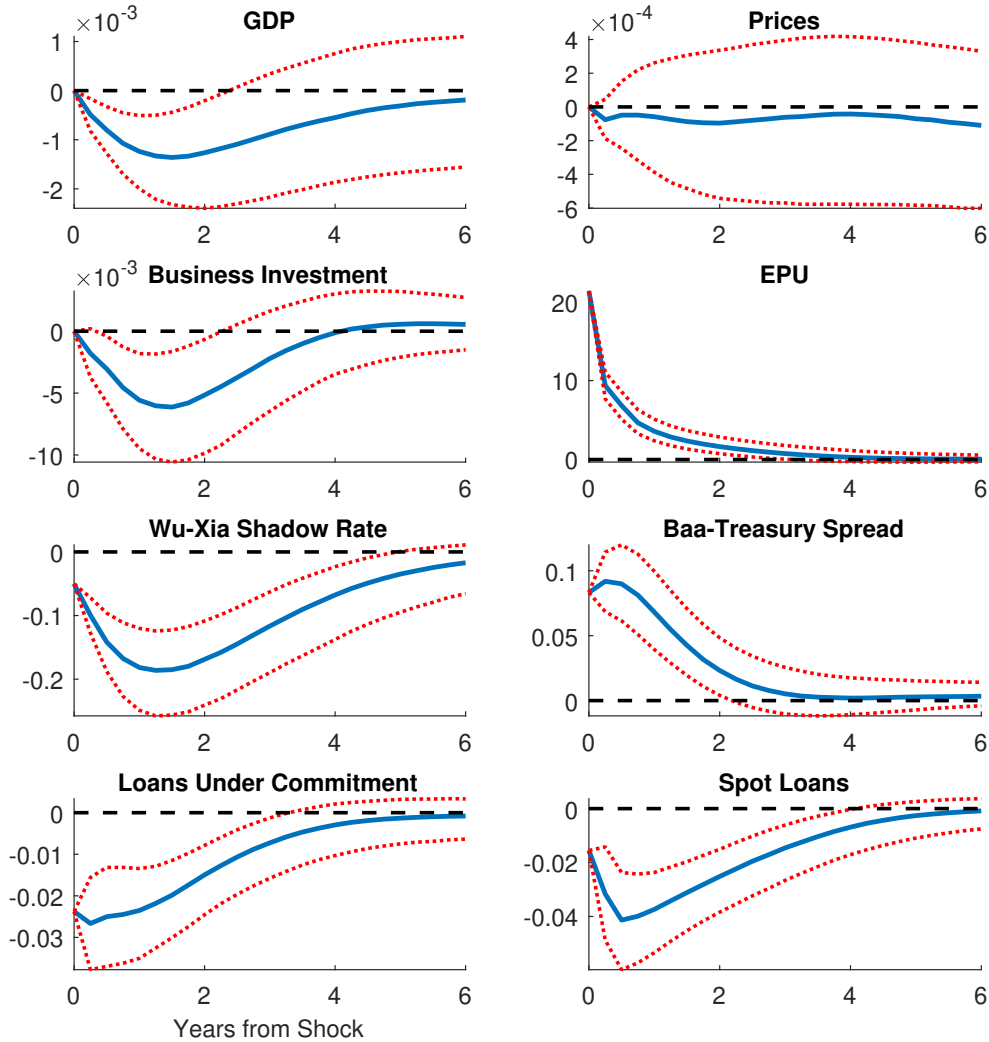 GDP
×10-3
1
0
-1
-2
0 2 4 6
Prices
×10-4
4
2
0
-2
-4
-6
0 2 4 6
Business Investment
×10-3
0
-5
-10
0 2 4 6
EPU
20
10
0
0 2 4 6
Wu-Xia Shadow Rate
0
-0.1
-0.2
0 2 4 6
Baa-Treasury Spread
0.1
0.05
0
0 2 4 6
Loans Under Commitment
0
-0.01
-0.02
-0.03
0 2 4 6
Years from Shock
Spot Loans
0
-0.02
-0.04
0 2 4 6